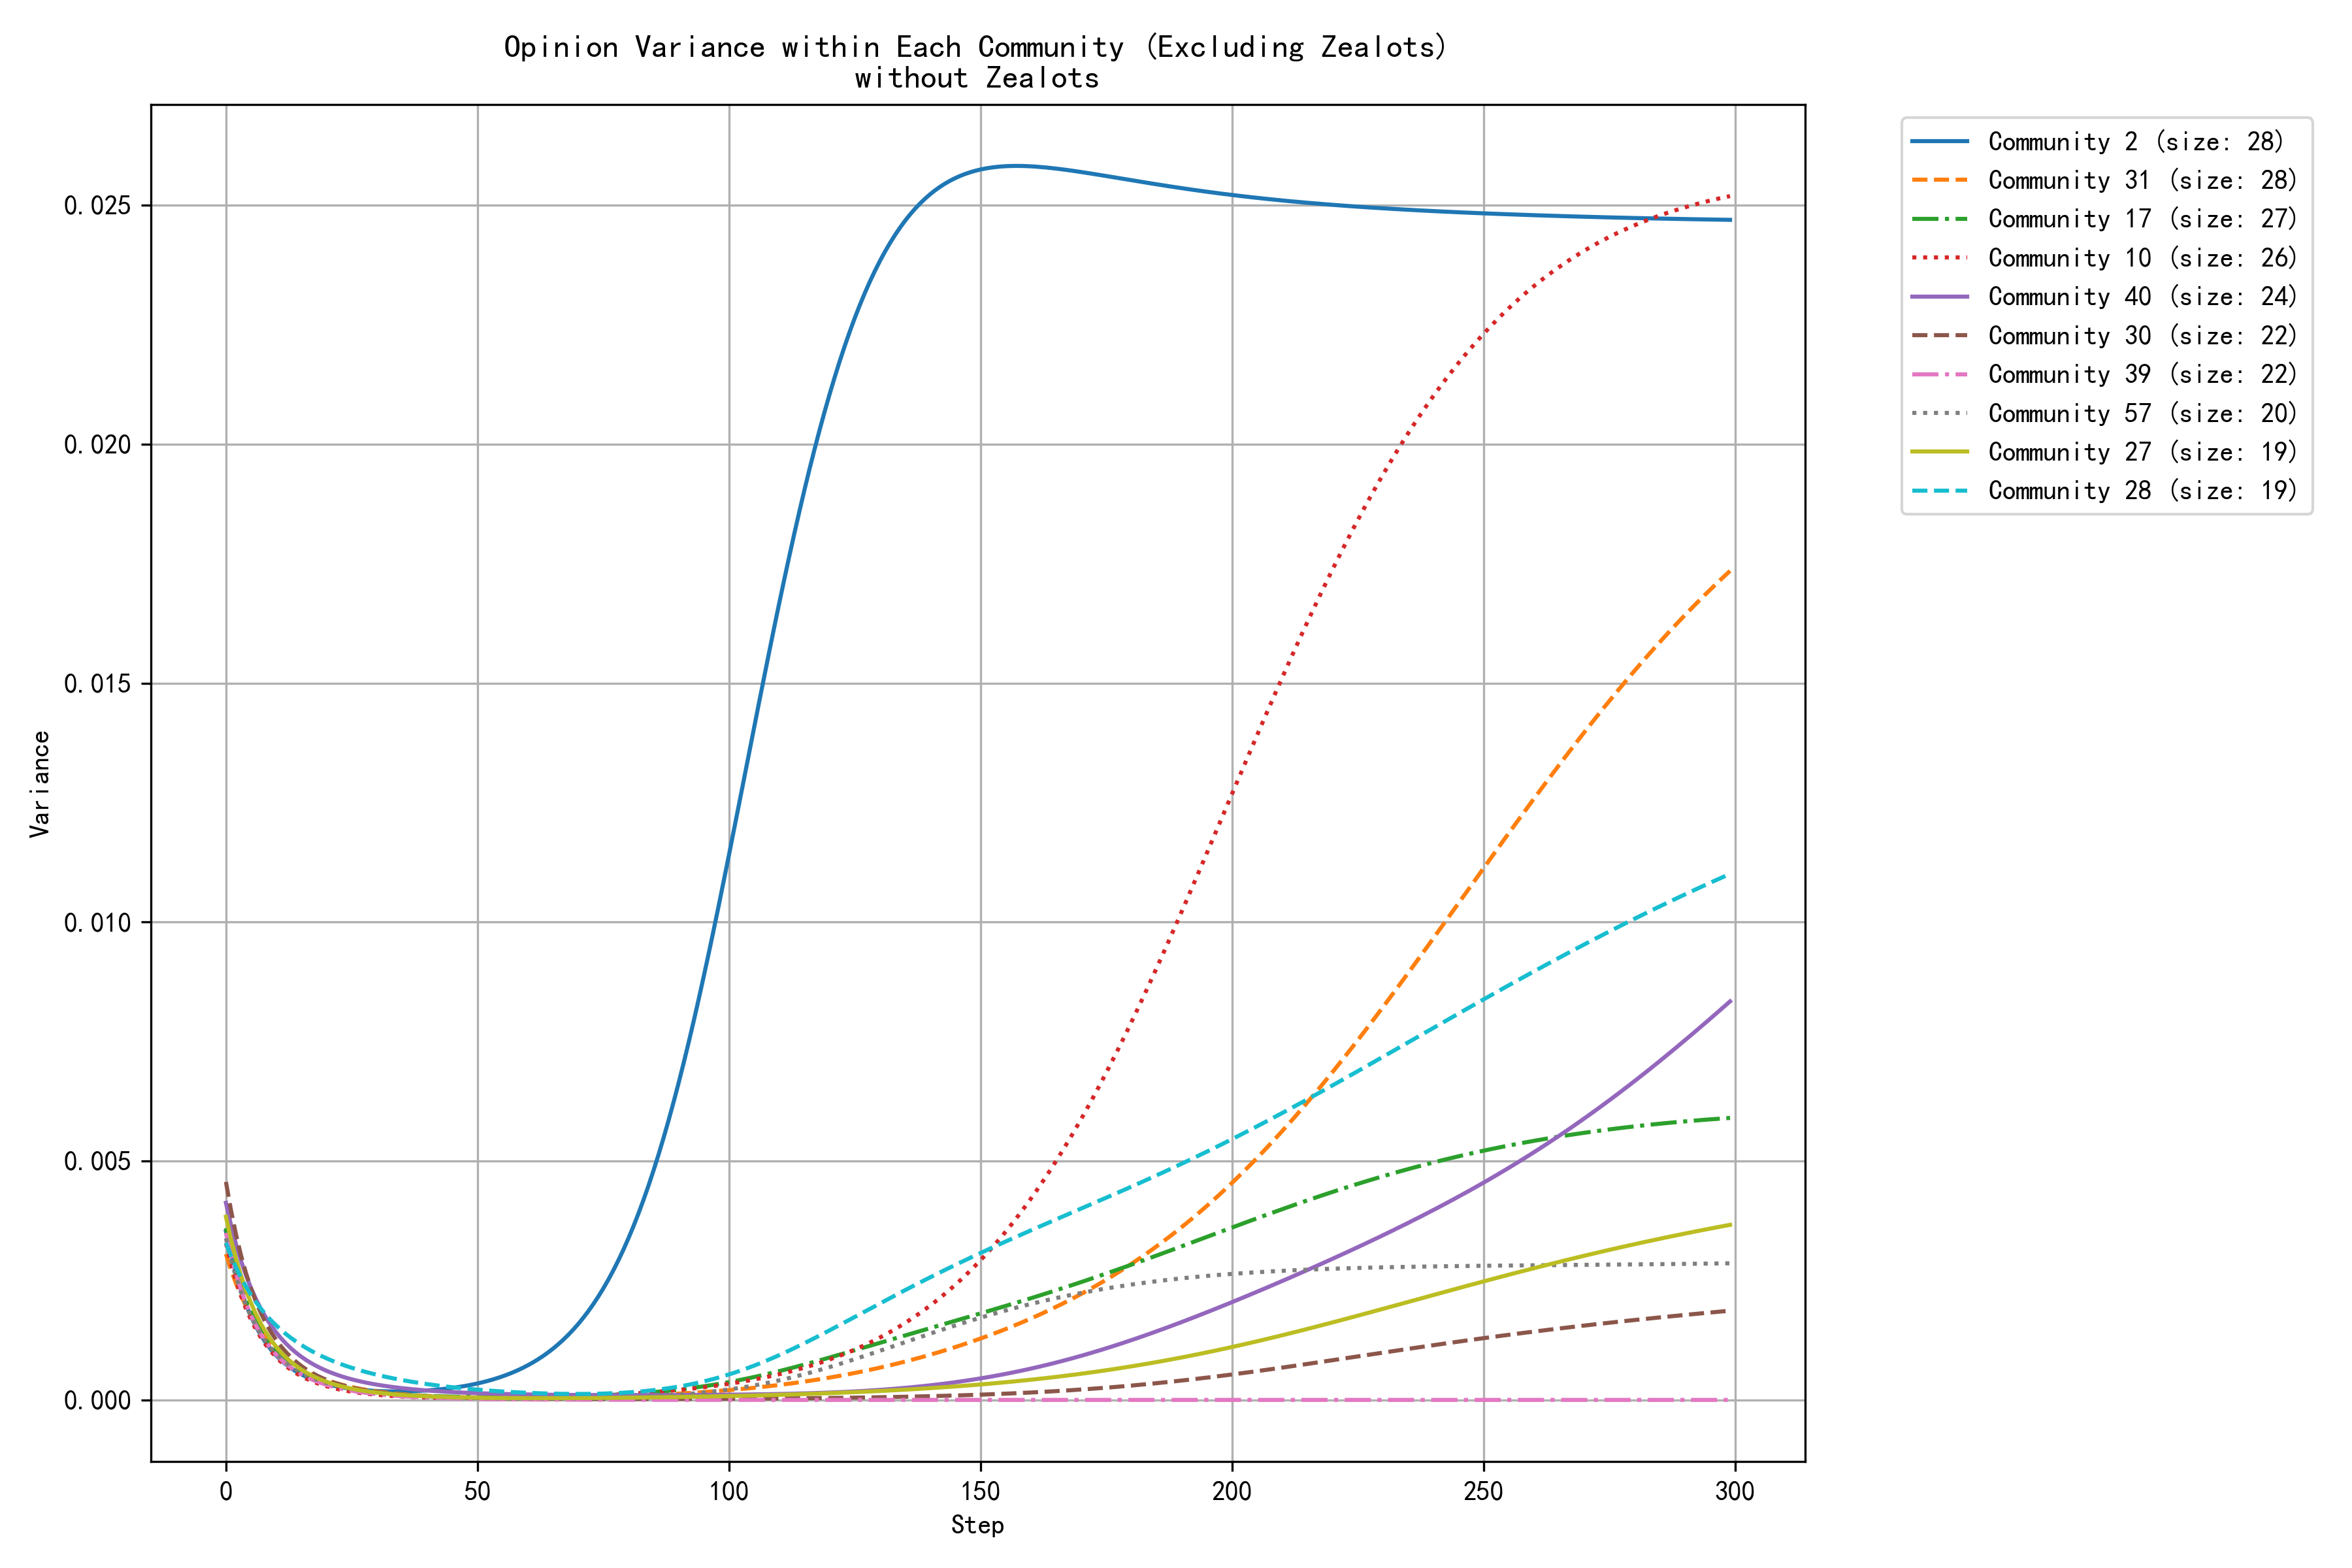 Opinion Variance within Each Community (Excluding Zealots)
without Zealots
Variance
0.025
0.020
0.015
0.010
0.005
0.000
0 50 100 150 200 250 300
Step
Community 2 (size: 28)
Community 31 (size: 28)
Community 17 (size: 27)
Community 10 (size: 26)
Community 40 (size: 24)
Community 30 (size: 22)
Community 39 (size: 22)
Community 57 (size: 20)
Community 27 (size: 19)
Community 28 (size: 19)